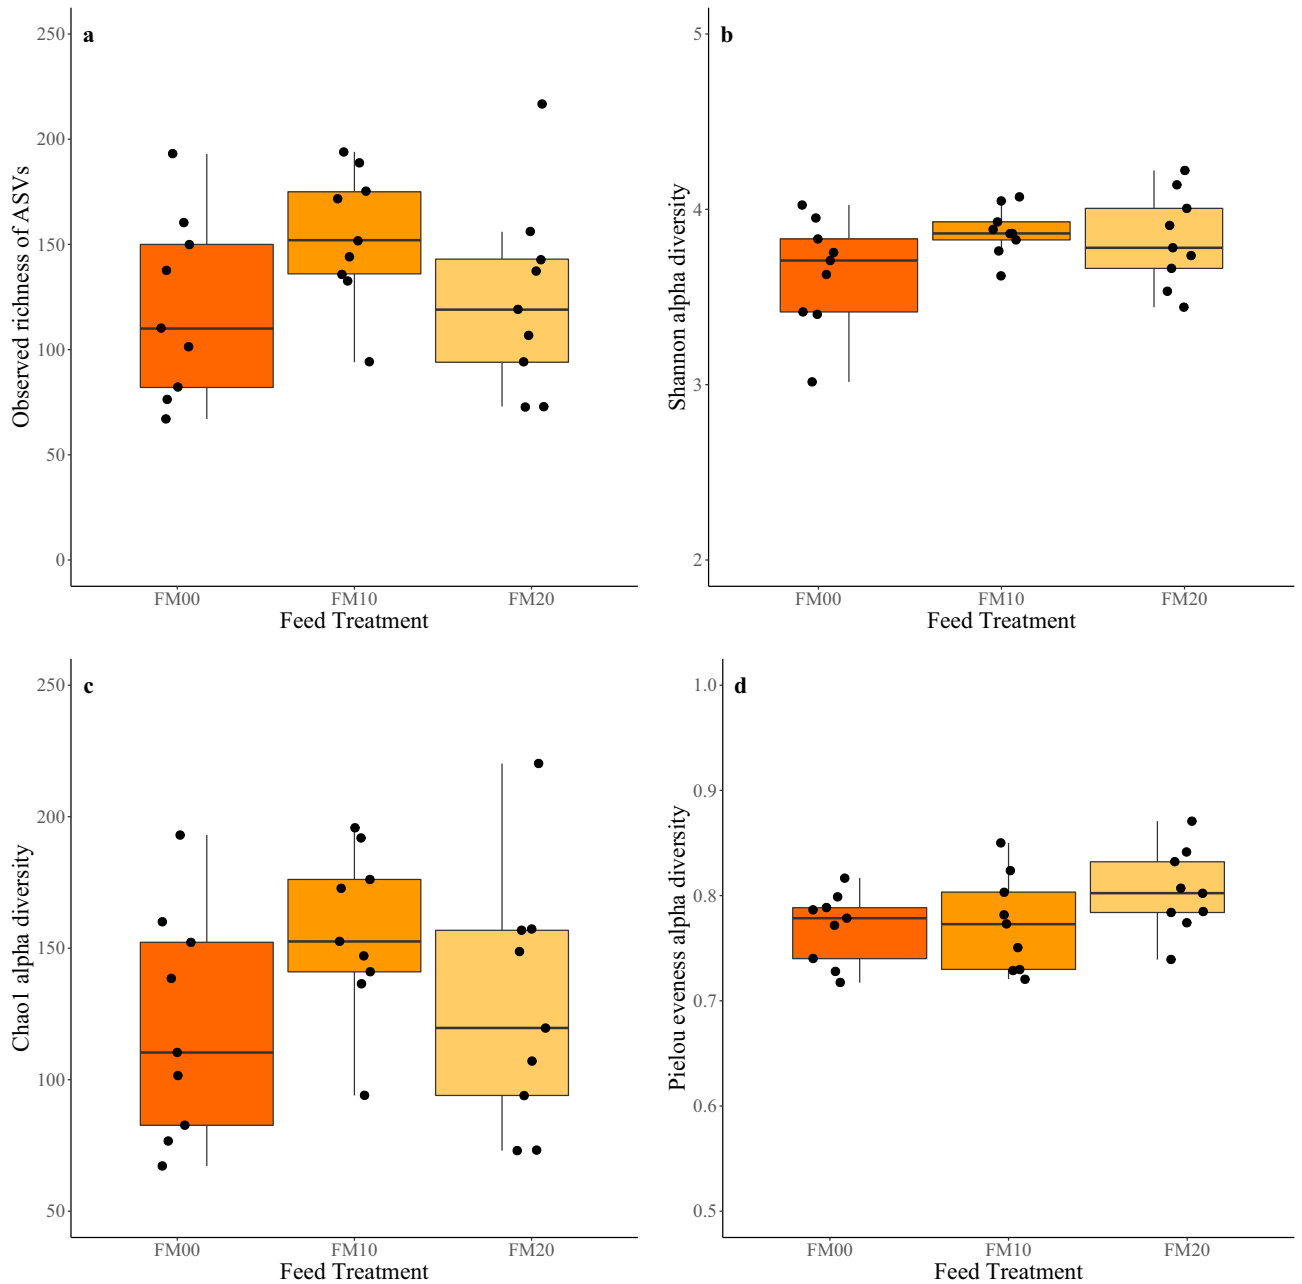 a
250
200
150
100
50
0
Observed richness of ASVs
FM00 FM10 FM20
Feed Treatment
b
5
4
3
2
Shannon alpha diversity
FM00 FM10 FM20
Feed Treatment
c
250
200
150
100
50
Chao1 alpha diversity
FM00 FM10 FM20
Feed Treatment
d
1.0
0.9
0.8
0.7
0.6
0.5
Pielou eveness alpha diversity
FM00 FM10 FM20
Feed Treatment